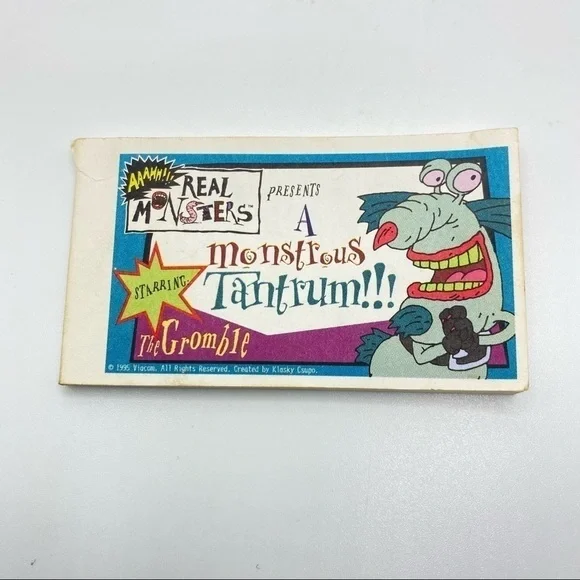 AAAHH!!!
REAL
MONSTERS
PRESENTS
A
monstrous
Tantrum!!!
STARRING:
The Gromble
© 1995 Viacom. All Rights Reserved. Created by Klasky Csupo.